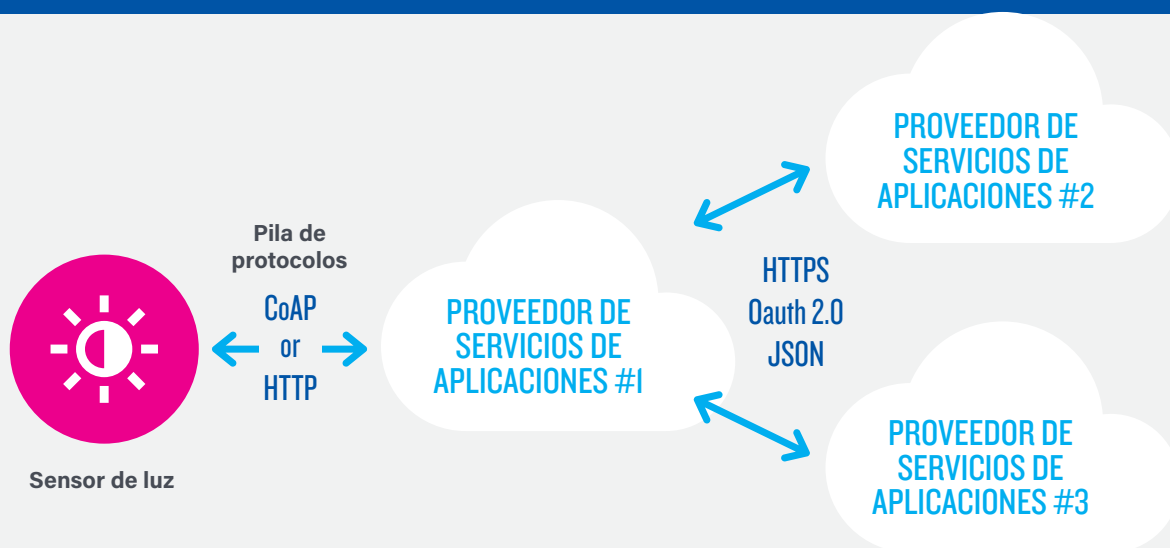 Pila de
protocolos
CoAP
or
HTTP
Sensor de luz
PROVEEDOR DE
SERVICIOS DE
APLICACIONES #1
HTTPS
Oauth 2.0
JSON
PROVEEDOR DE
SERVICIOS DE
APLICACIONES #2
PROVEEDOR DE
SERVICIOS DE
APLICACIONES #3